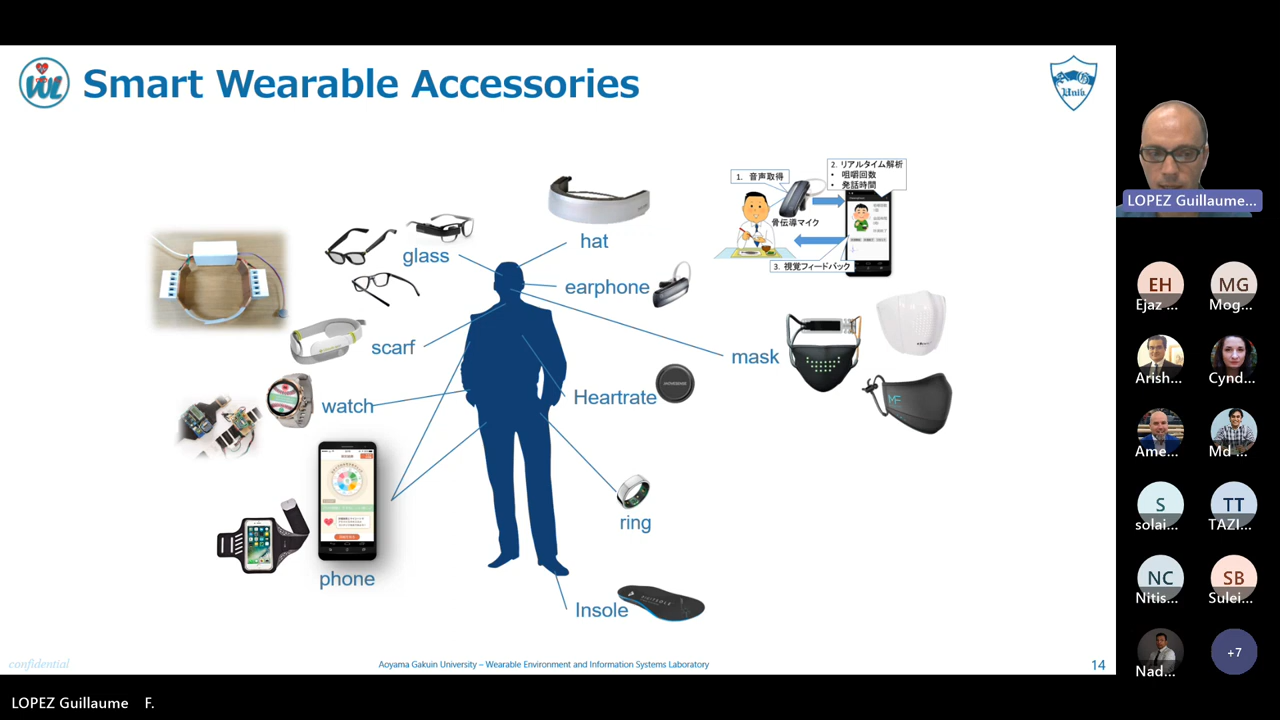 Smart Wearable Accessories
hat
glass
earphone
scarf
mask
Heartrate
watch
ring
phone
Insole
1. 音声取得
2. リアルタイム解析
• 咀嚼回数
• 発話時間
骨伝導マイク
3. 視覚フィードバック
MF
confidential
Aoyama Gakuin University – Wearable Environment and Information Systems Laboratory
14
LOPEZ Guillaume...
EH
Ejaz ...
MG
Mog...
Arish...
Cynd...
Ame...
Md ...
S
solai...
TT
TAZI...
NC
Nitis...
SB
Sulei...
Nad...
+7
LOPEZ Guillaume F.